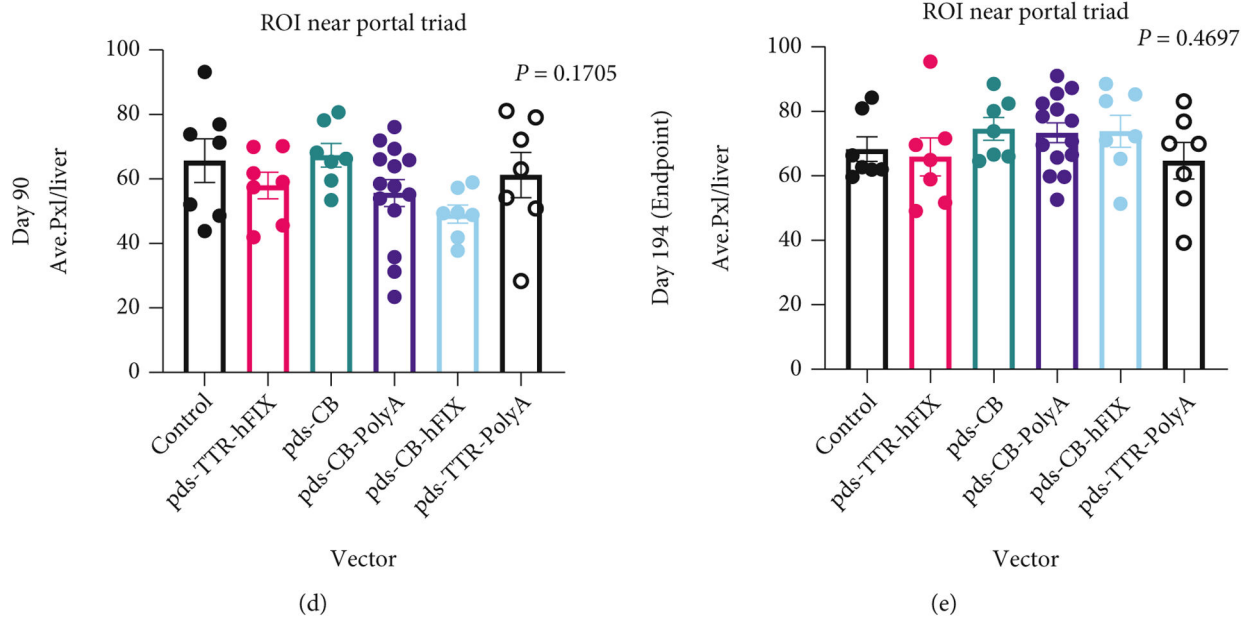 ROI near portal triad
P = 0.1705
Day 90
Ave.Pxl/liver
100
80
60
40
20
0
Control
pds-TTR-hFIX
pds-CB
pds-CB-PolyA
pds-CB-hFIX
pds-TTR-PolyA
Vector
(d)
ROI near portal triad
P = 0.4697
Day 194 (Endpoint)
Ave.Pxl/liver
100
80
60
40
20
0
Control
pds-TTR-hFIX
pds-CB
pds-CB-PolyA
pds-CB-hFIX
pds-TTR-PolyA
Vector
(e)